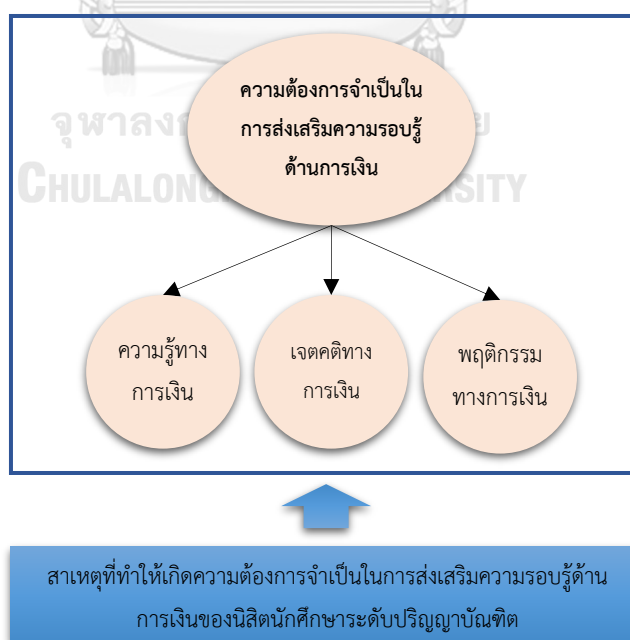 ความต้องการจำเป็นใน
การส่งเสริมความรอบรู้
ด้านการเงิน
ความรู้ทาง
การเงิน
เจตคติทาง
การเงิน
พฤติกรรม
ทางการเงิน
สาเหตุที่ทำให้เกิดความต้องการจำเป็นในการส่งเสริมความรอบรู้ด้าน
การเงินของนิสิตนักศึกษาระดับปริญญาบัณฑิต